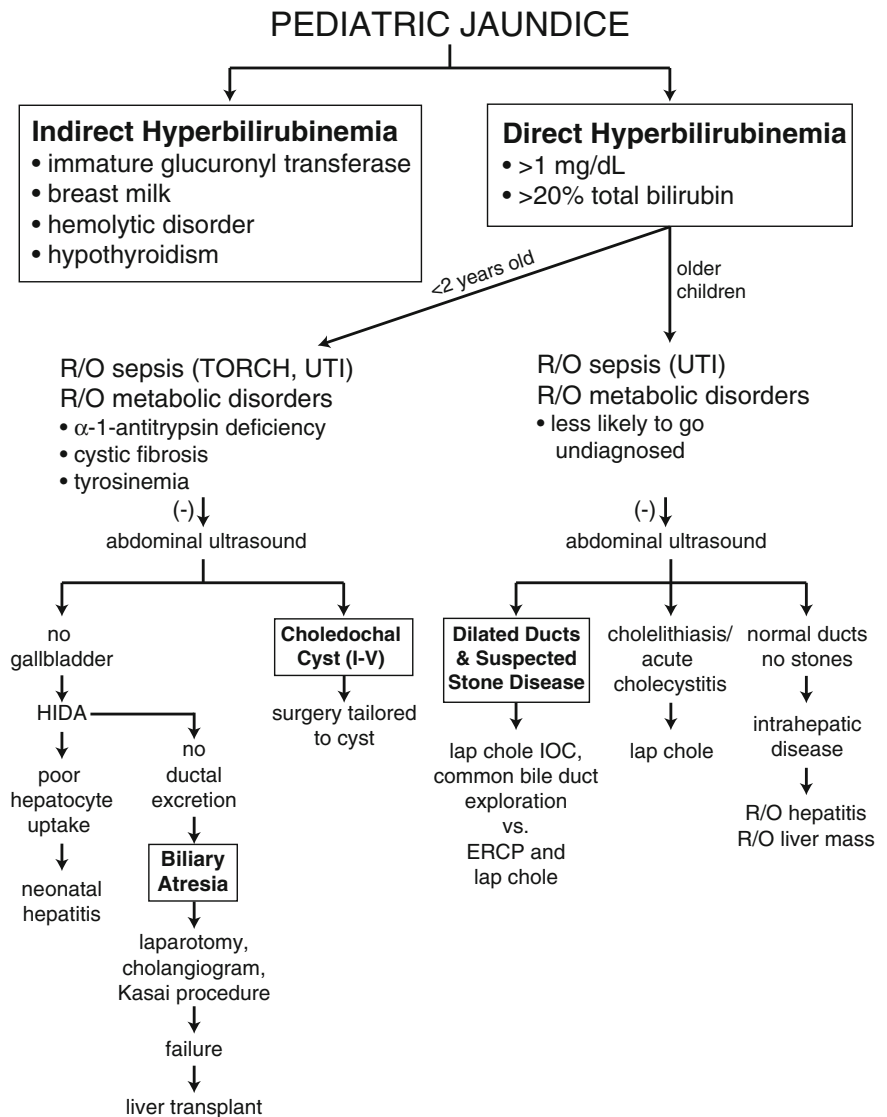 PEDIATRIC JAUNDICE
Indirect Hyperbilirubinemia
• immature glucuronyl transferase
• breast milk
• hemolytic disorder
• hypothyroidism
Direct Hyperbilirubinemia
• >1 mg/dL
• >20% total bilirubin
<2 years old
older
children
R/O sepsis (TORCH, UTI)
R/O metabolic disorders
• α-1-antitrypsin deficiency
• cystic fibrosis
• tyrosinemia
(-)
abdominal ultrasound
no
gallbladder
HIDA
poor
hepatocyte
uptake
neonatal
hepatitis
no
ductal
excretion
Biliary
Atresia
laparotomy,
cholangiogram,
Kasai procedure
failure
liver transplant
Choledochal
Cyst (I-V)
surgery tailored
to cyst
R/O sepsis (UTI)
R/O metabolic disorders
• less likely to go
undiagnosed
(-)
abdominal ultrasound
Dilated Ducts
& Suspected
Stone Disease
lap chole IOC,
common bile duct
exploration
vs.
ERCP and
lap chole
cholelithiasis/
acute
cholecystitis
lap chole
normal ducts
no stones
intrahepatic
disease
R/O hepatitis
R/O liver mass